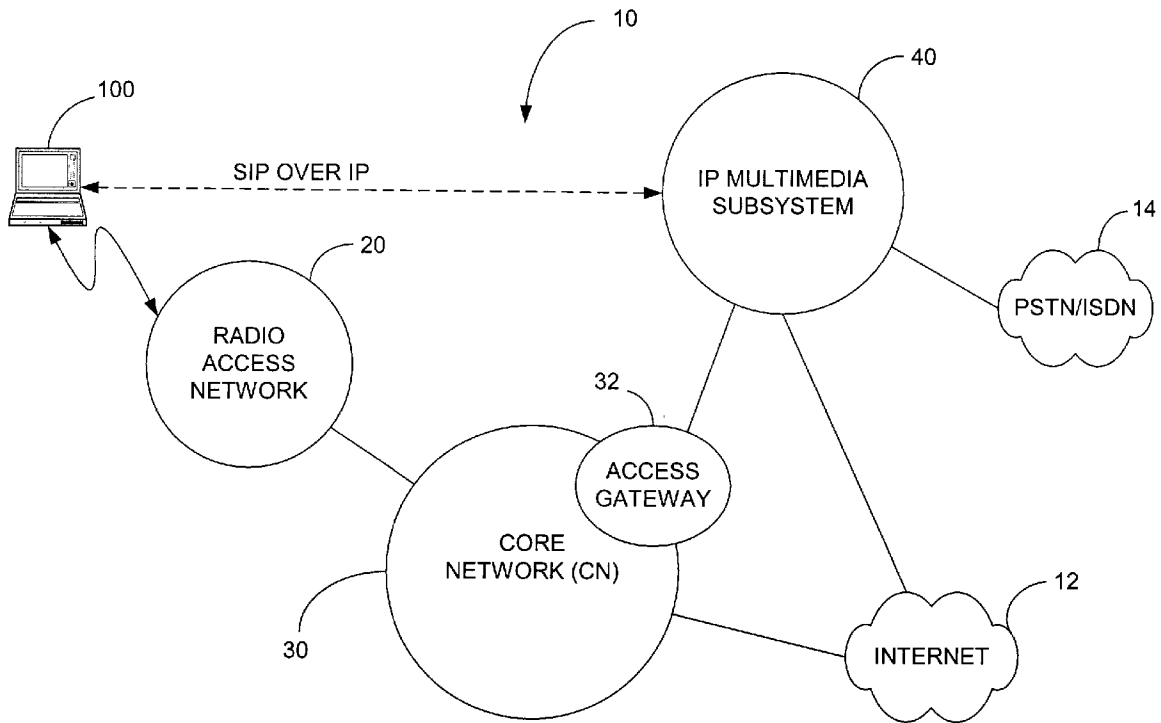 10
40
100
SIP OVER IP
IP MULTIMEDIA
SUBSYSTEM
14
20
PSTN/ISDN
RADIO
ACCESS
NETWORK
32
ACCESS
GATEWAY
CORE
NETWORK (CN)
12
30
INTERNET